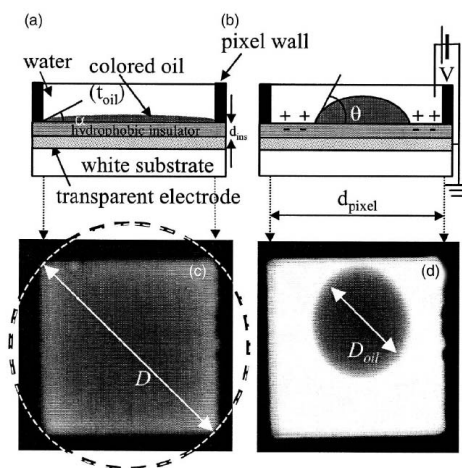 (a)
(b)
pixel wall
water
colored oil
(t_oil)
α
hydrophobic insulator
d_ins
white substrate
transparent electrode
V
+ +
+ +
- -
- -
θ
d_pixel
(c)
(d)
D
D_oil